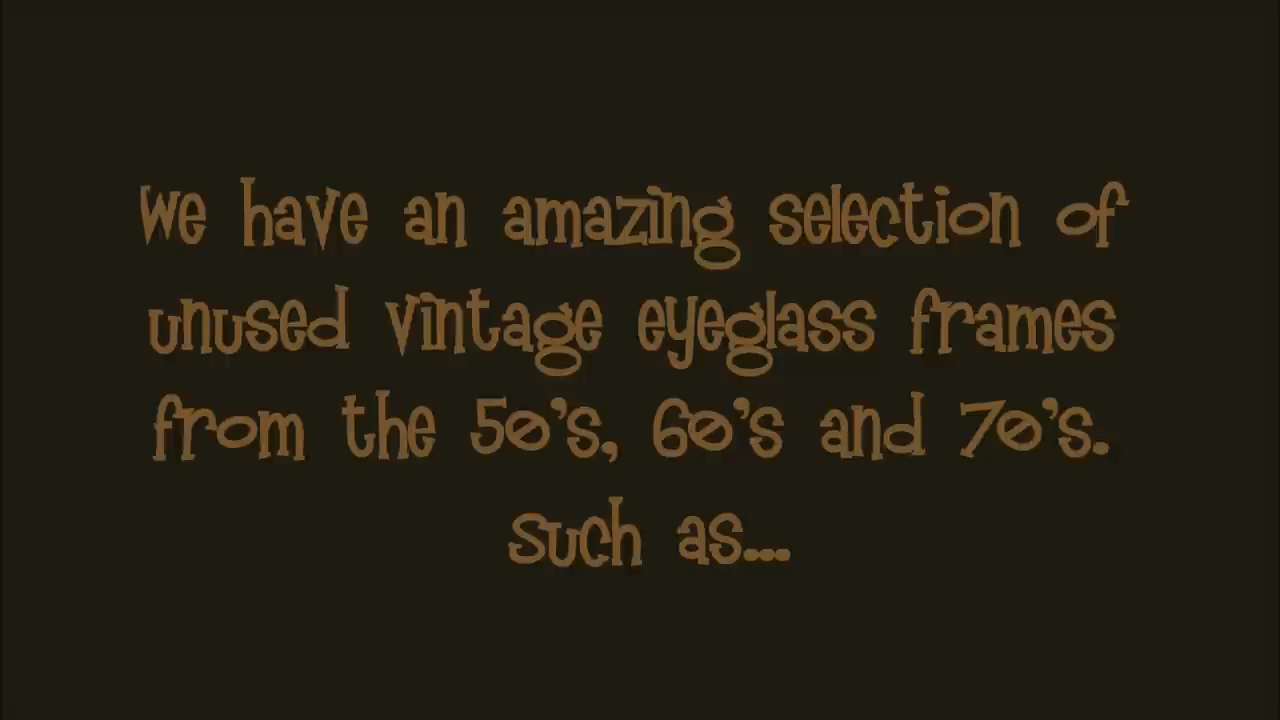 We have an amazing selection of
unused vintage eyeglass frames
from the 50's, 60's and 70's.
such as...